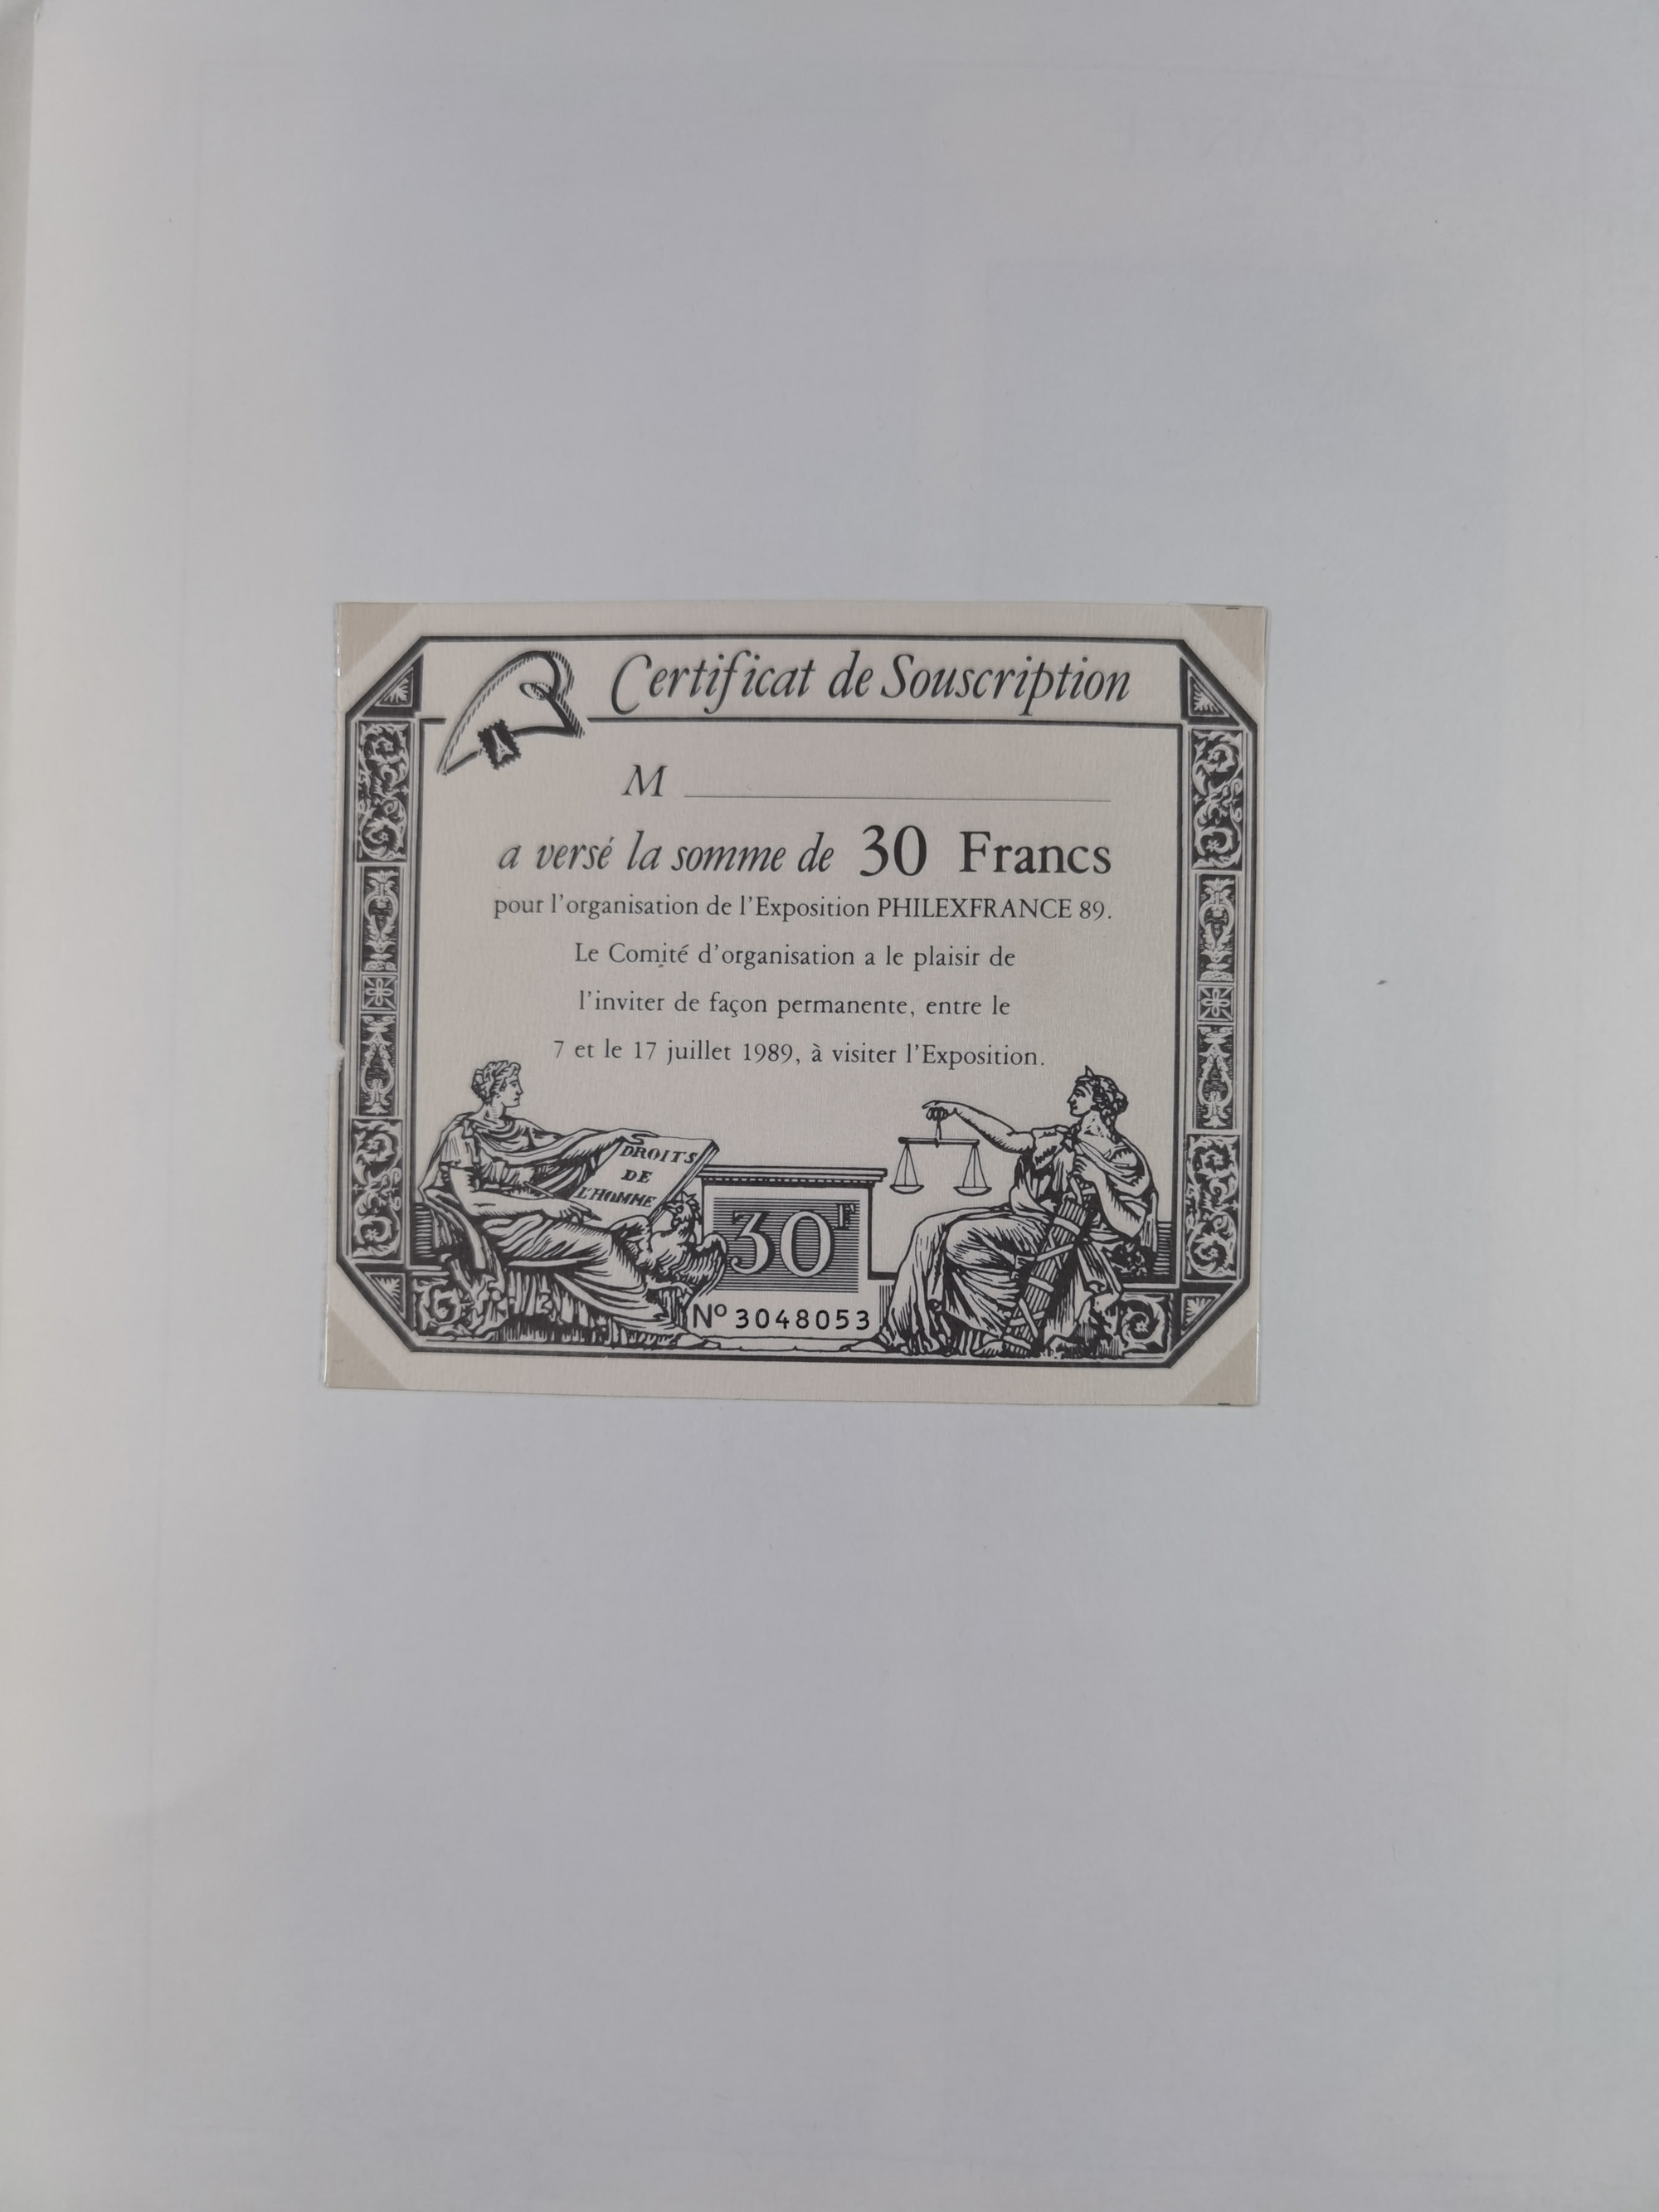 Certificat de Souscription
M
a versé la somme de 30 Francs
pour l'organisation de l'Exposition PHILEXFRANCE 89.
Le Comité d'organisation a le plaisir de
l'inviter de façon permanente, entre le
7 et le 17 juillet 1989, à visiter l'Exposition.
DROITS
DE
L'HOMME
30F
Nº 3048053